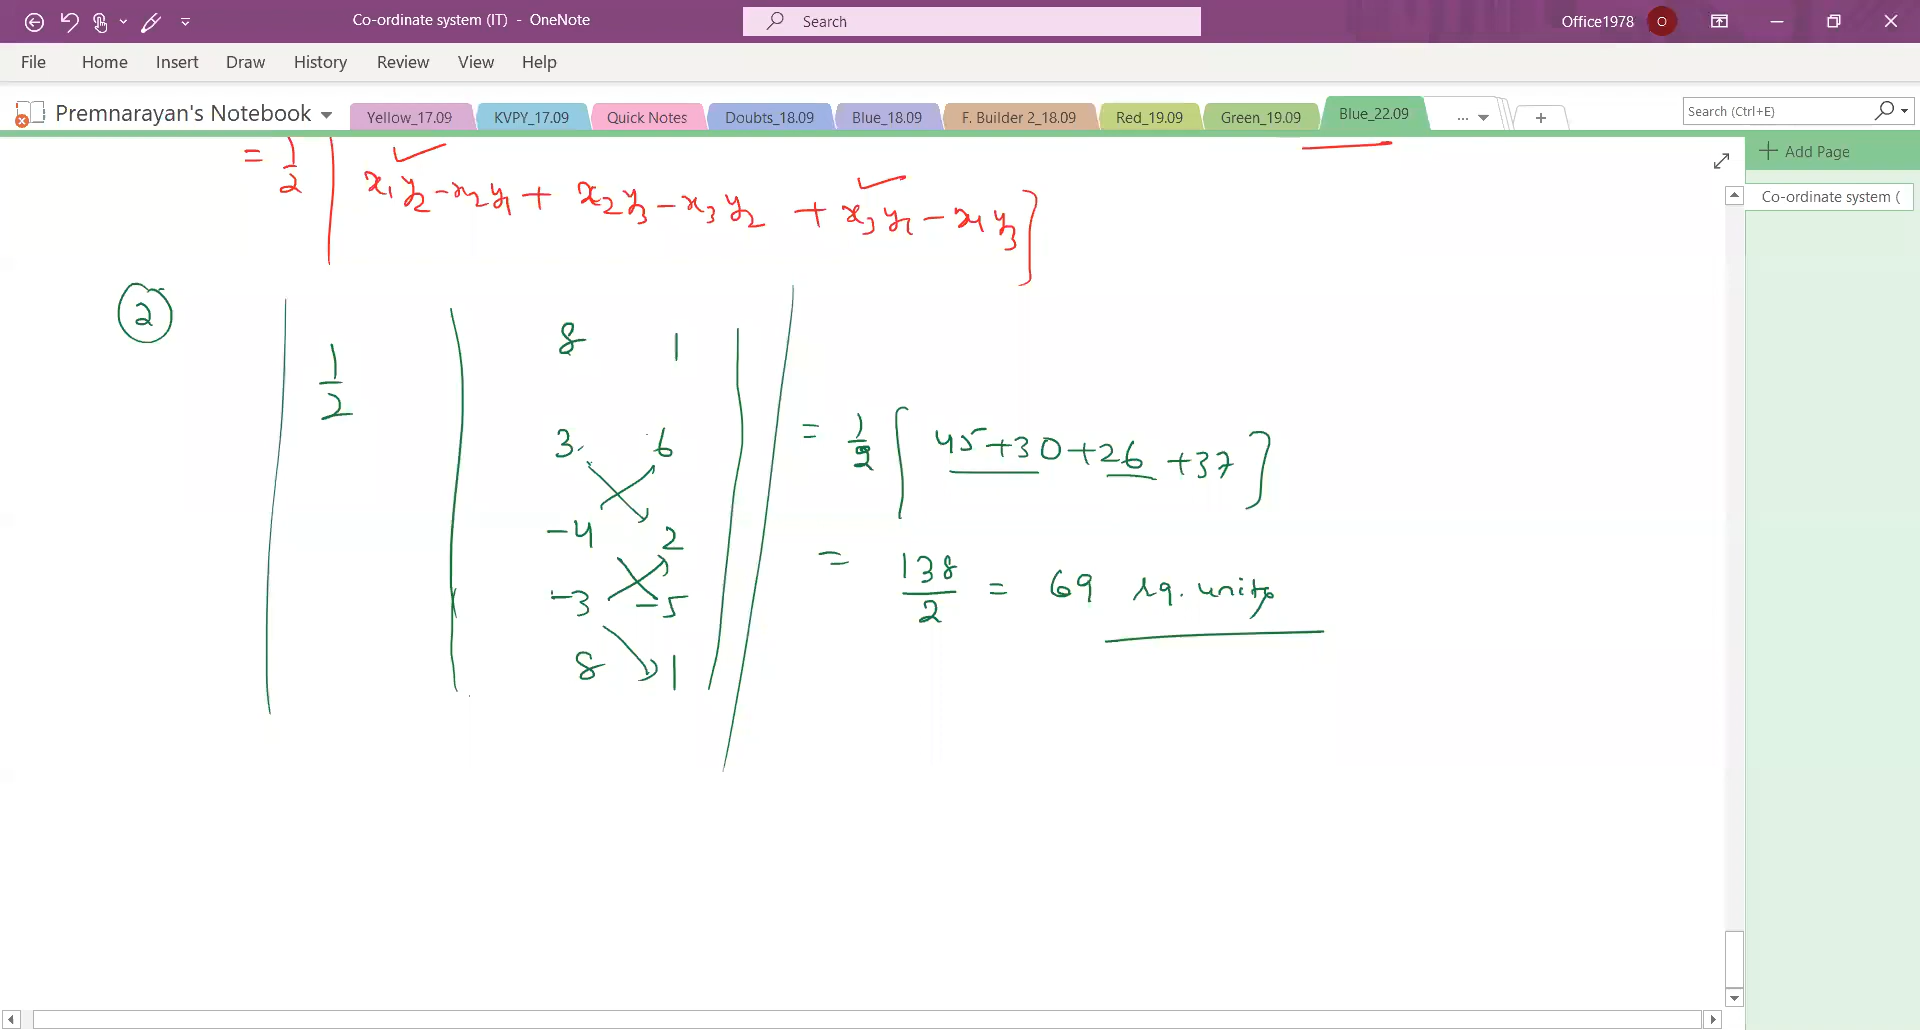 Co-ordinate system (IT) - OneNote
Search
Office1978
O
File Home Insert Draw History Review View Help
Premnarayan's Notebook
Yellow_17.09 KVPY_17.09 Quick Notes Doubts_18.09 Blue_18.09 F. Builder 2_18.09 Red_19.09 Green_19.09 Blue_22.09 ... +
Search (Ctrl+E)
+ Add Page
Co-ordinate system (
= 1/2 | x₁y₂-x₂y₁ + x₂y₃-x₃y₂ + x₃y₁-x₁y₃]
2
8 1
1/2
3 6
= 1/2 [45+30+26+37]
-4 2
= 138/2 = 69 sq. units
-3 -5
8 1